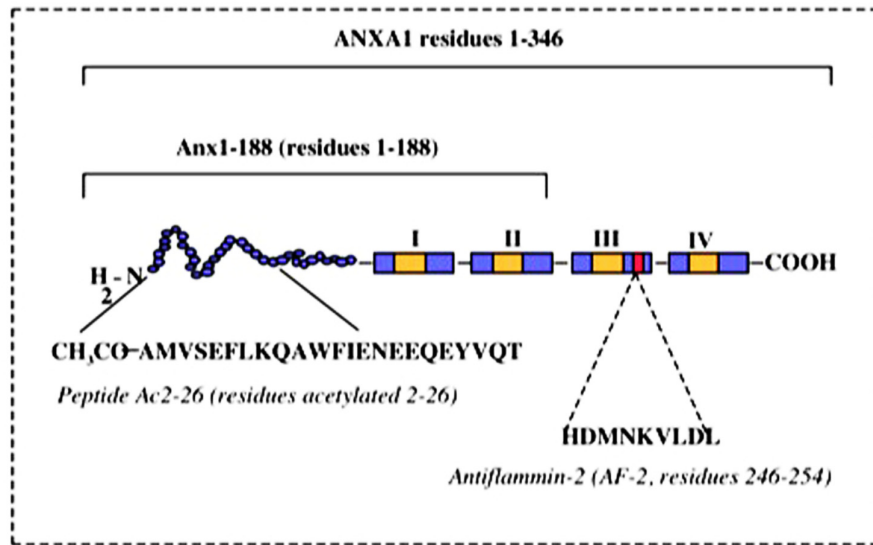 ANXA1 residues 1-346
Anx1-188 (residues 1-188)
I II III IV
H2-N
COOH
CH3CO-AMVSEFLKQAWFIENEEQEYVQT
Peptide Ac2-26 (residues acetylated 2-26)
HDMNKVLDL
Antiflammin-2 (AF-2, residues 246-254)